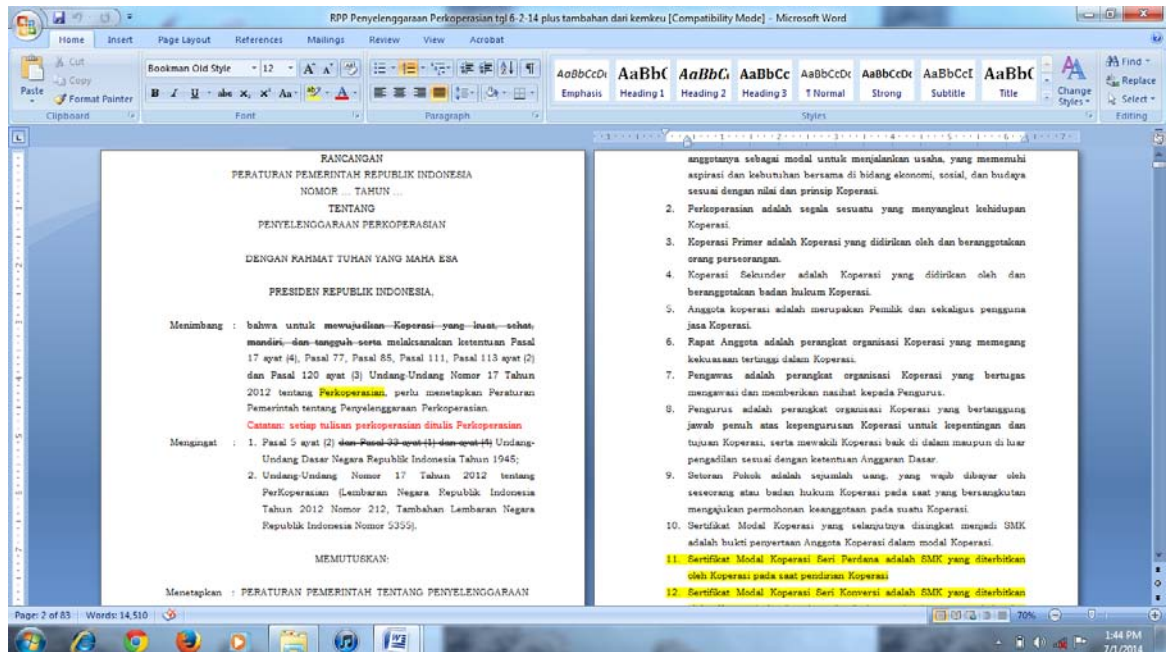 RPP Penyelenggaraan Perkoperasian tgl 6-2-14 plus tambahan dari kemkeu [Compatibility Mode] - Microsoft Word
Home Insert Page Layout References Mailings Review View Acrobat
Paste
Cut
Copy
Format Painter
Clipboard
Bookman Old Style
12
Font
Paragraph
AaBbCcDc AaBb( AaBbC AaBbCc AaBbCcDc AaBbCcDc AaBbCcI AaBb(
Emphasis Heading 1 Heading 2 Heading 3 ¶ Normal Strong Subtitle Title
Change Styles
Styles
Find
Replace
Select
Editing
RANCANGAN
PERATURAN PEMERINTAH REPUBLIK INDONESIA
NOMOR ... TAHUN ...
TENTANG
PENYELENGGARAAN PERKOPERASIAN
DENGAN RAHMAT TUHAN YANG MAHA ESA
PRESIDEN REPUBLIK INDONESIA,
Menimbang : bahwa untuk mewujudkan Koperasi yang kuat, sehat,
mandiri, dan tangguh serta melaksanakan ketentuan Pasal
17 ayat (4), Pasal 77, Pasal 85, Pasal 111, Pasal 113 ayat (2)
dan Pasal 120 ayat (3) Undang-Undang Nomor 17 Tahun
2012 tentang Perkoperasian, perlu menetapkan Peraturan
Pemerintah tentang Penyelenggaraan Perkoperasian.
Catatan: setiap tulisan perkoperasian ditulis Perkoperasian
Mengingat : 1. Pasal 5 ayat (2) dan Pasal 33 ayat (1) dan ayat (4) Undang-
Undang Dasar Negara Republik Indonesia Tahun 1945;
2. Undang-Undang Nomor 17 Tahun 2012 tentang
PerKoperasian (Lembaran Negara Republik Indonesia
Tahun 2012 Nomor 212, Tambahan Lembaran Negara
Republik Indonesia Nomor 5355).
MEMUTUSKAN:
Menetapkan : PERATURAN PEMERINTAH TENTANG PENYELENGGARAAN
anggotanya sebagai modal untuk menjalankan usaha, yang memenuhi
aspirasi dan kebutuhan bersama di bidang ekonomi, sosial, dan budaya
sesuai dengan nilai dan prinsip Koperasi.
2. Perkoperasian adalah segala sesuatu yang menyangkut kehidupan
Koperasi.
3. Koperasi Primer adalah Koperasi yang didirikan oleh dan beranggotakan
orang perseorangan.
4. Koperasi Sekunder adalah Koperasi yang didirikan oleh dan
beranggotakan badan hukum Koperasi.
5. Anggota koperasi adalah merupakan Pemilik dan sekaligus pengguna
jasa Koperasi.
6. Rapat Anggota adalah perangkat organisasi Koperasi yang memegang
kekuasaan tertinggi dalam Koperasi.
7. Pengawas adalah perangkat organisasi Koperasi yang bertugas
mengawasi dan memberikan nasihat kepada Pengurus.
8. Pengurus adalah perangkat organisasi Koperasi yang bertanggung
jawab penuh atas kepengurusan Koperasi untuk kepentingan dan
tujuan Koperasi, serta mewakili Koperasi baik di dalam maupun di luar
pengadilan sesuai dengan ketentuan Anggaran Dasar.
9. Setoran Pokok adalah sejumlah uang, yang wajib dibayar oleh
seseorang atau badan hukum Koperasi pada saat yang bersangkutan
mengajukan permohonan keanggotaan pada suatu Koperasi.
10. Sertifikat Modal Koperasi yang selanjutnya disingkat menjadi SMK
adalah bukti penyertaan Anggota Koperasi dalam modal Koperasi.
11. Sertifikat Modal Koperasi Seri Perdana adalah SMK yang diterbitkan
oleh Koperasi pada saat pendirian Koperasi
12. Sertifikat Modal Koperasi Seri Konversi adalah SMK yang diterbitkan
Page: 2 of 83 Words: 14,510
70%
1:44 PM
7/1/2014